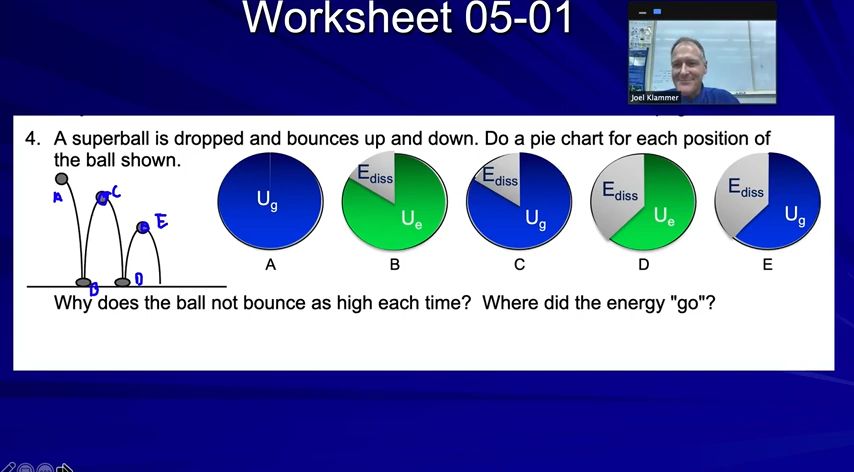 Worksheet 05-01
Joel Klammer
4. A superball is dropped and bounces up and down. Do a pie chart for each position of
the ball shown.
A
C
E
B
D
Ug
Ediss
Ue
Ediss
Ug
Ediss
Ue
Ediss
Ug
A
B
C
D
E
Why does the ball not bounce as high each time? Where did the energy "go"?